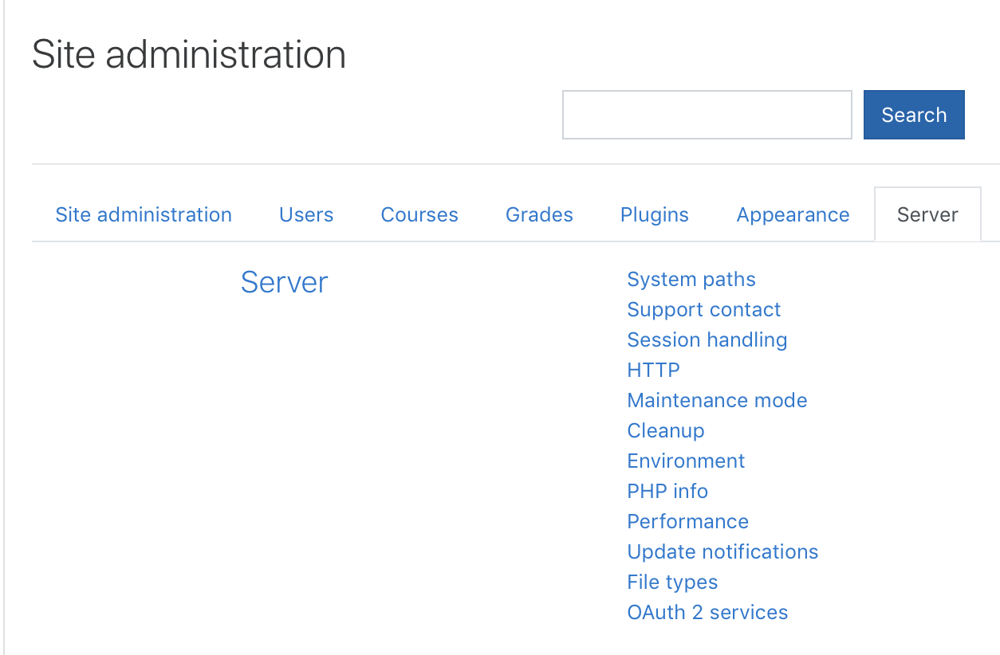 Site administration
Search
Site administration Users Courses Grades Plugins Appearance Server
Server
System paths
Support contact
Session handling
HTTP
Maintenance mode
Cleanup
Environment
PHP info
Performance
Update notifications
File types
OAuth 2 services